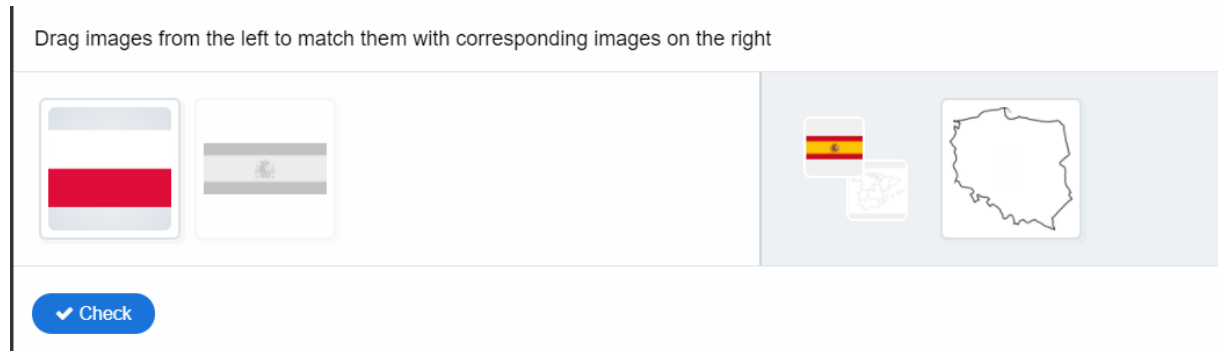 Drag images from the left to match them with corresponding images on the right
Check